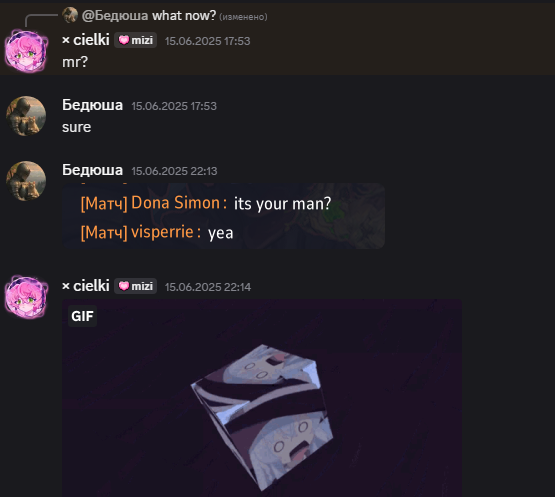 @Бедюша what now? (изменено)
× cielki mizi 15.06.2025 17:53
mr?
Бедюша 15.06.2025 17:53
sure
Бедюша 15.06.2025 22:13
[Матч] Dona Simon : its your man?
[Матч] visperrie : yea
× cielki mizi 15.06.2025 22:14
GIF